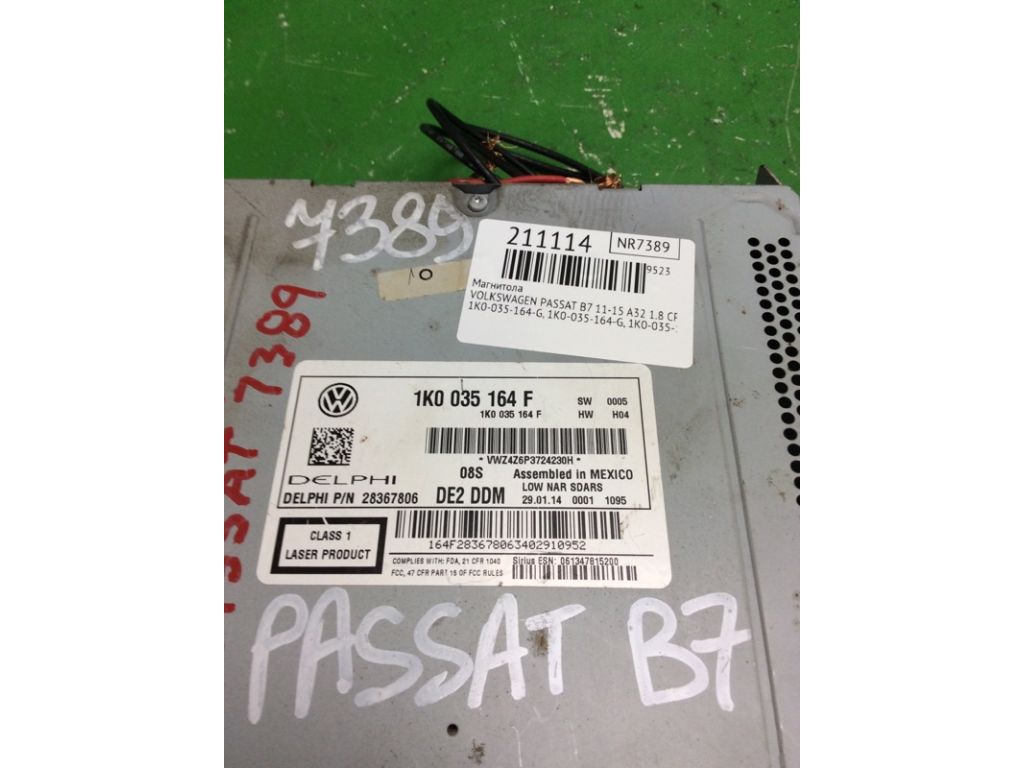 7389
10
211114
NR7389
9523
Магнитола
VOLKSWAGEN PASSAT B7 11-15 A32 1.8
1K0-035-164-G, 1K0-035-164-G, 1K0-035-
PASSAT 7389
1K0 035 164 F
SW 0005
1K0 035 164 F
HW H04
VWZ4Z6P3724230H
08S Assembled in MEXICO
DELPHI
LOW NAR SDARS
DELPHI P/N 28367806 DE2 DDM 29.01.14 0001 1095
CLASS 1
LASER PRODUCT
164F283678063402910952
COMPLIES WITH: FDA, 21 CFR 1040
FCC, 47 CFR PART 15 OF FCC RULES
Sirius ESN: 061347815200
PASSAT B7